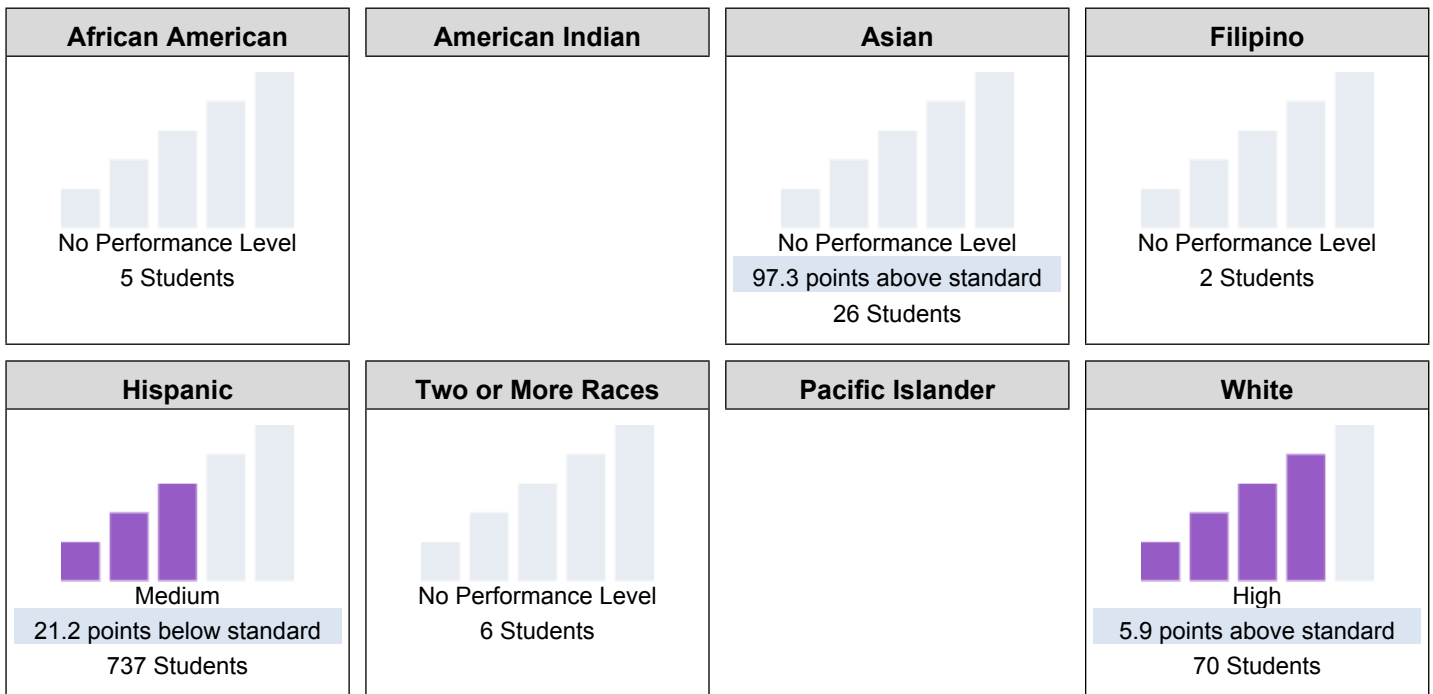 African American
No Performance Level
5 Students
American Indian
Asian
No Performance Level
97.3 points above standard
26 Students
Filipino
No Performance Level
2 Students
Hispanic
Medium
21.2 points below standard
737 Students
Two or More Races
No Performance Level
6 Students
Pacific Islander
White
High
5.9 points above standard
70 Students